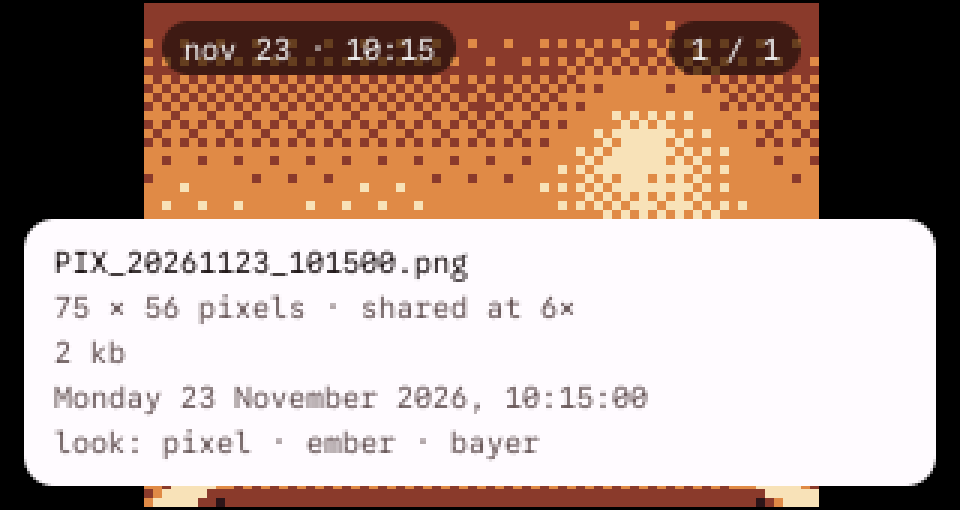 nov 23 · 10:15
1 / 1
PIX_20261123_101500.png
75 × 56 pixels · shared at 6×
2 kb
Monday 23 November 2026, 10:15:00
look: pixel · ember · bayer